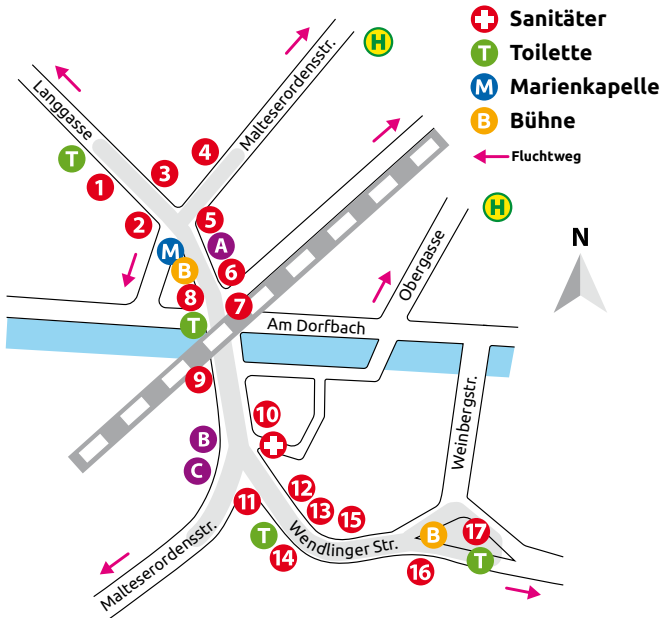 H
Sanitäter
T Toilette
M Marienkapelle
B Bühne
Fluchtweg
Langgasse
Malteserordensstr.
T
1
2
3
4
5
M
A
B
6
8
7
T
H
N
Obergasse
Am Dorfbach
9
10
B
C
Weinbergstr.
11
12
13
15
T
14
Wendlinger Str.
B
17
T
16
Malteserordensstr.